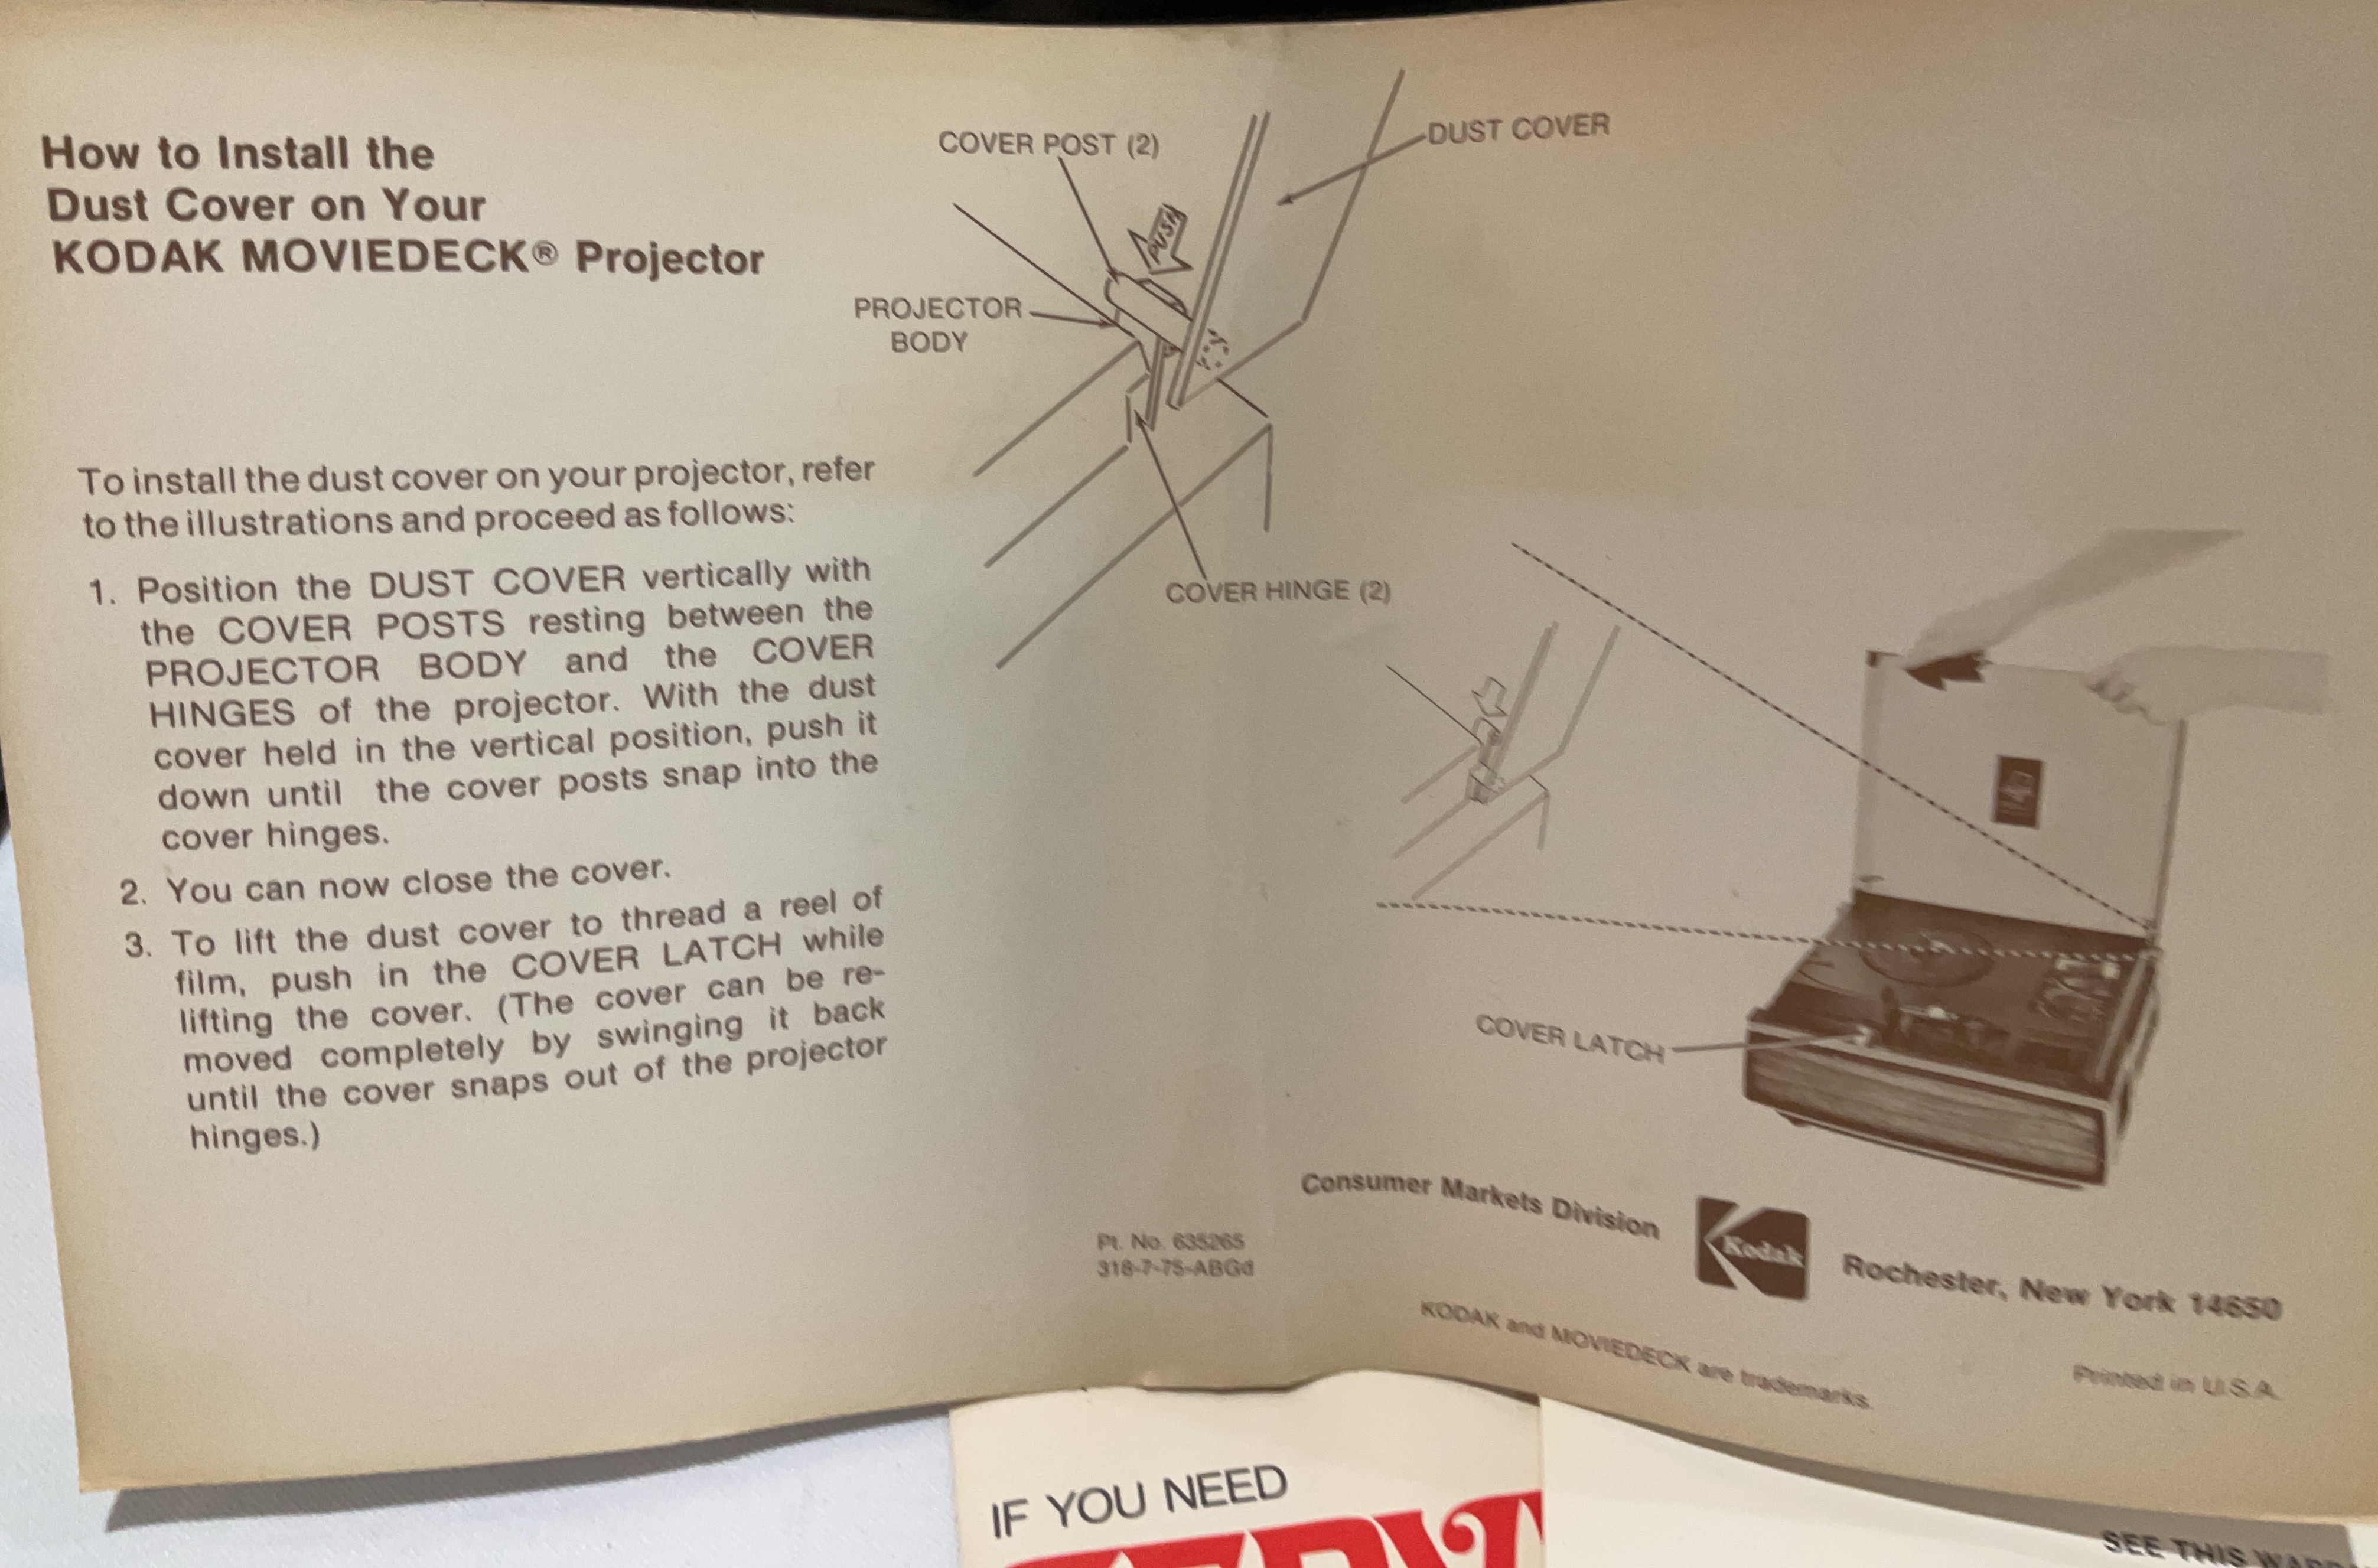 How to Install the
Dust Cover on Your
KODAK MOVIEDECK® Projector
To install the dust cover on your projector, refer
to the illustrations and proceed as follows:
1. Position the DUST COVER vertically with
the COVER POSTS resting between the
PROJECTOR BODY and the COVER
HINGES of the projector. With the dust
cover held in the vertical position, push it
down until the cover posts snap into the
cover hinges.
2. You can now close the cover.
3. To lift the dust cover to thread a reel of
film, push in the COVER LATCH while
lifting the cover. (The cover can be re-
moved completely by swinging it back
until the cover snaps out of the projector
hinges.)
COVER POST (2)
DUST COVER
PUSH
PROJECTOR
BODY
COVER HINGE (2)
COVER LATCH
Pt. No. 635265
318-7-75-ABGd
Consumer Markets Division
Kodak
Rochester, New York 14650
KODAK and MOVIEDECK are trademarks.
Printed in U.S.A.
IF YOU NEED
SEE THIS